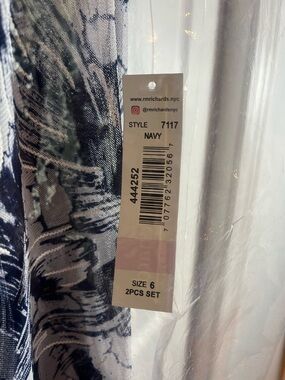 www.rmrichards.nyc
@rmrichardsnyc
STYLE 7117
NAVY
444252
7 07762 32056 7
SIZE 6
2PCS SET